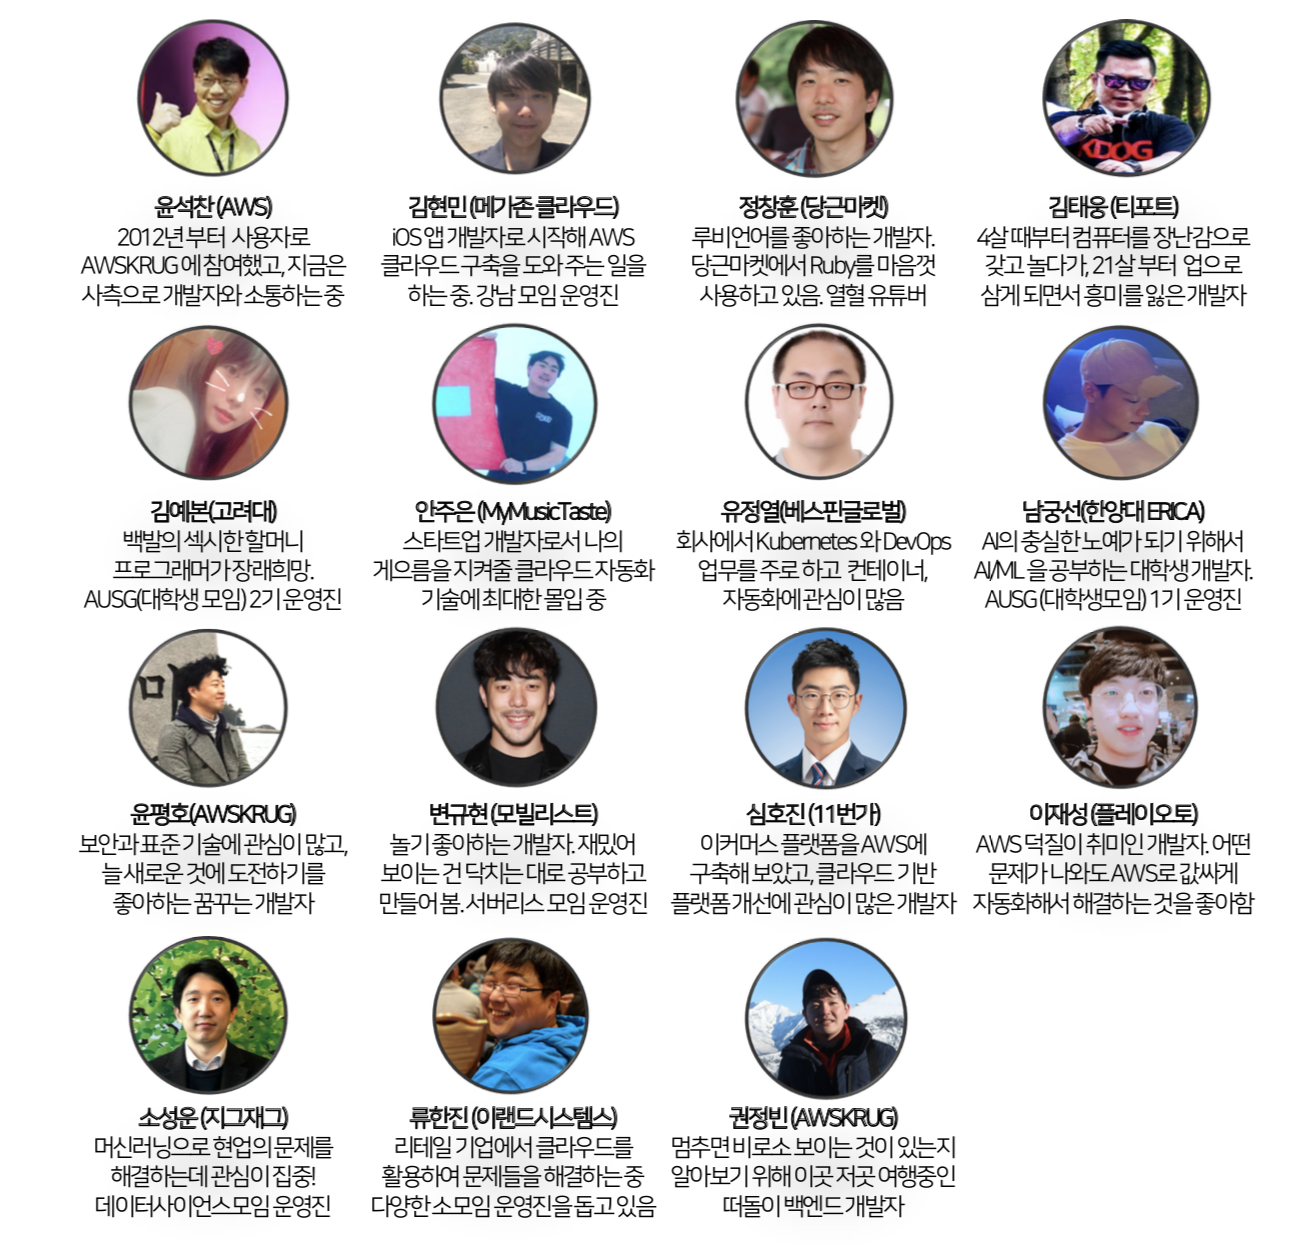 윤석찬 (AWS)
2012년 부터 사용자로
AWSKRUG 에 참여했고, 지금은
사측으로 개발자와 소통하는 중
김현민 (메가존 클라우드)
iOS 앱 개발자로 시작해 AWS
클라우드 구축을 도와 주는 일을
하는 중. 강남 모임 운영진
정창훈 (당근마켓)
루비언어를 좋아하는 개발자.
당근마켓에서 Ruby를 마음껏
사용하고 있음. 열혈 유튜버
김태웅 (티포트)
4살 때부터 컴퓨터를 장난감으로
갖고 놀다가, 21살 부터 업으로
삼게 되면서 흥미를 잃은 개발자
KDOG
김예본(고려대)
백발의 섹시한 할머니
프로그래머가 장래희망.
AUSG(대학생 모임) 2기 운영진
안주은 (MyMusicTaste)
스타트업 개발자로서 나의
게으름을 지켜줄 클라우드 자동화
기술에 최대한 몰입 중
유정열(베스핀글로벌)
회사에서 Kubernetes 와 DevOps
업무를 주로 하고 컨테이너,
자동화에 관심이 많음
남궁선(한양대 ERICA)
AI의 충실한 노예가 되기 위해서
AI/ML 을 공부하는 대학생 개발자.
AUSG (대학생모임) 1기 운영진
윤평호(AWSKRUG)
보안과 표준 기술에 관심이 많고,
늘 새로운 것에 도전하기를
좋아하는 꿈꾸는 개발자
변규현 (모빌리스트)
놀기 좋아하는 개발자. 재밌어
보이는 건 닥치는 대로 공부하고
만들어 봄. 서버리스 모임 운영진
심호진 (11번가)
이커머스 플랫폼을 AWS에
구축해 보았고, 클라우드 기반
플랫폼 개선에 관심이 많은 개발자
이재성 (플레이오토)
AWS 덕질이 취미인 개발자. 어떤
문제가 나와도 AWS로 값싸게
자동화해서 해결하는 것을 좋아함
소성운 (지그재그)
머신러닝으로 현업의 문제를
해결하는데 관심이 집중!
데이터사이언스모임 운영진
류한진 (이랜드시스템스)
리테일 기업에서 클라우드를
활용하여 문제들을 해결하는 중
다양한 소모임 운영진을 돕고 있음
권정빈 (AWSKRUG)
멈추면 비로소 보이는 것이 있는지
알아보기 위해 이곳 저곳 여행중인
떠돌이 백엔드 개발자